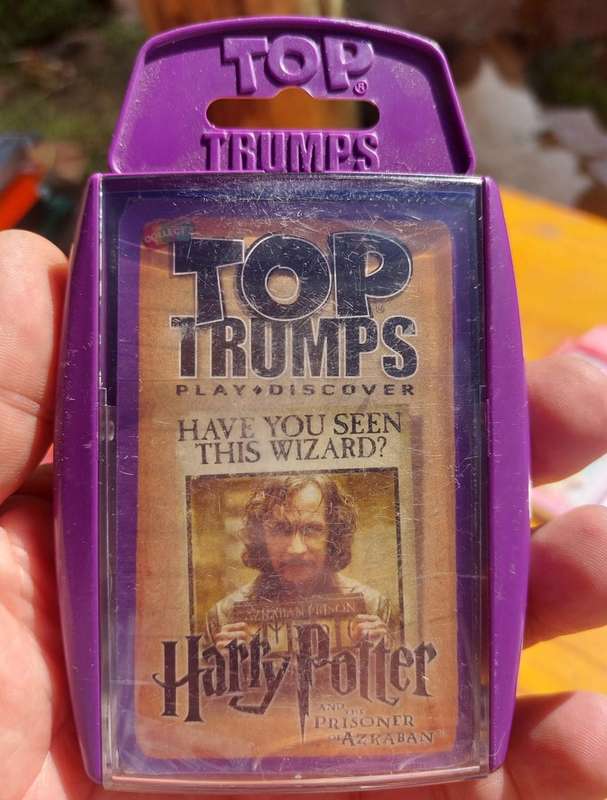 TOP®
TRUMPS
COLLECT
TOP
TRUMPS
PLAY♦DISCOVER
HAVE YOU SEEN
THIS WIZARD?
AZKABAN PRISON
Harry Potter
AND THE
PRISONER
OF AZKABAN